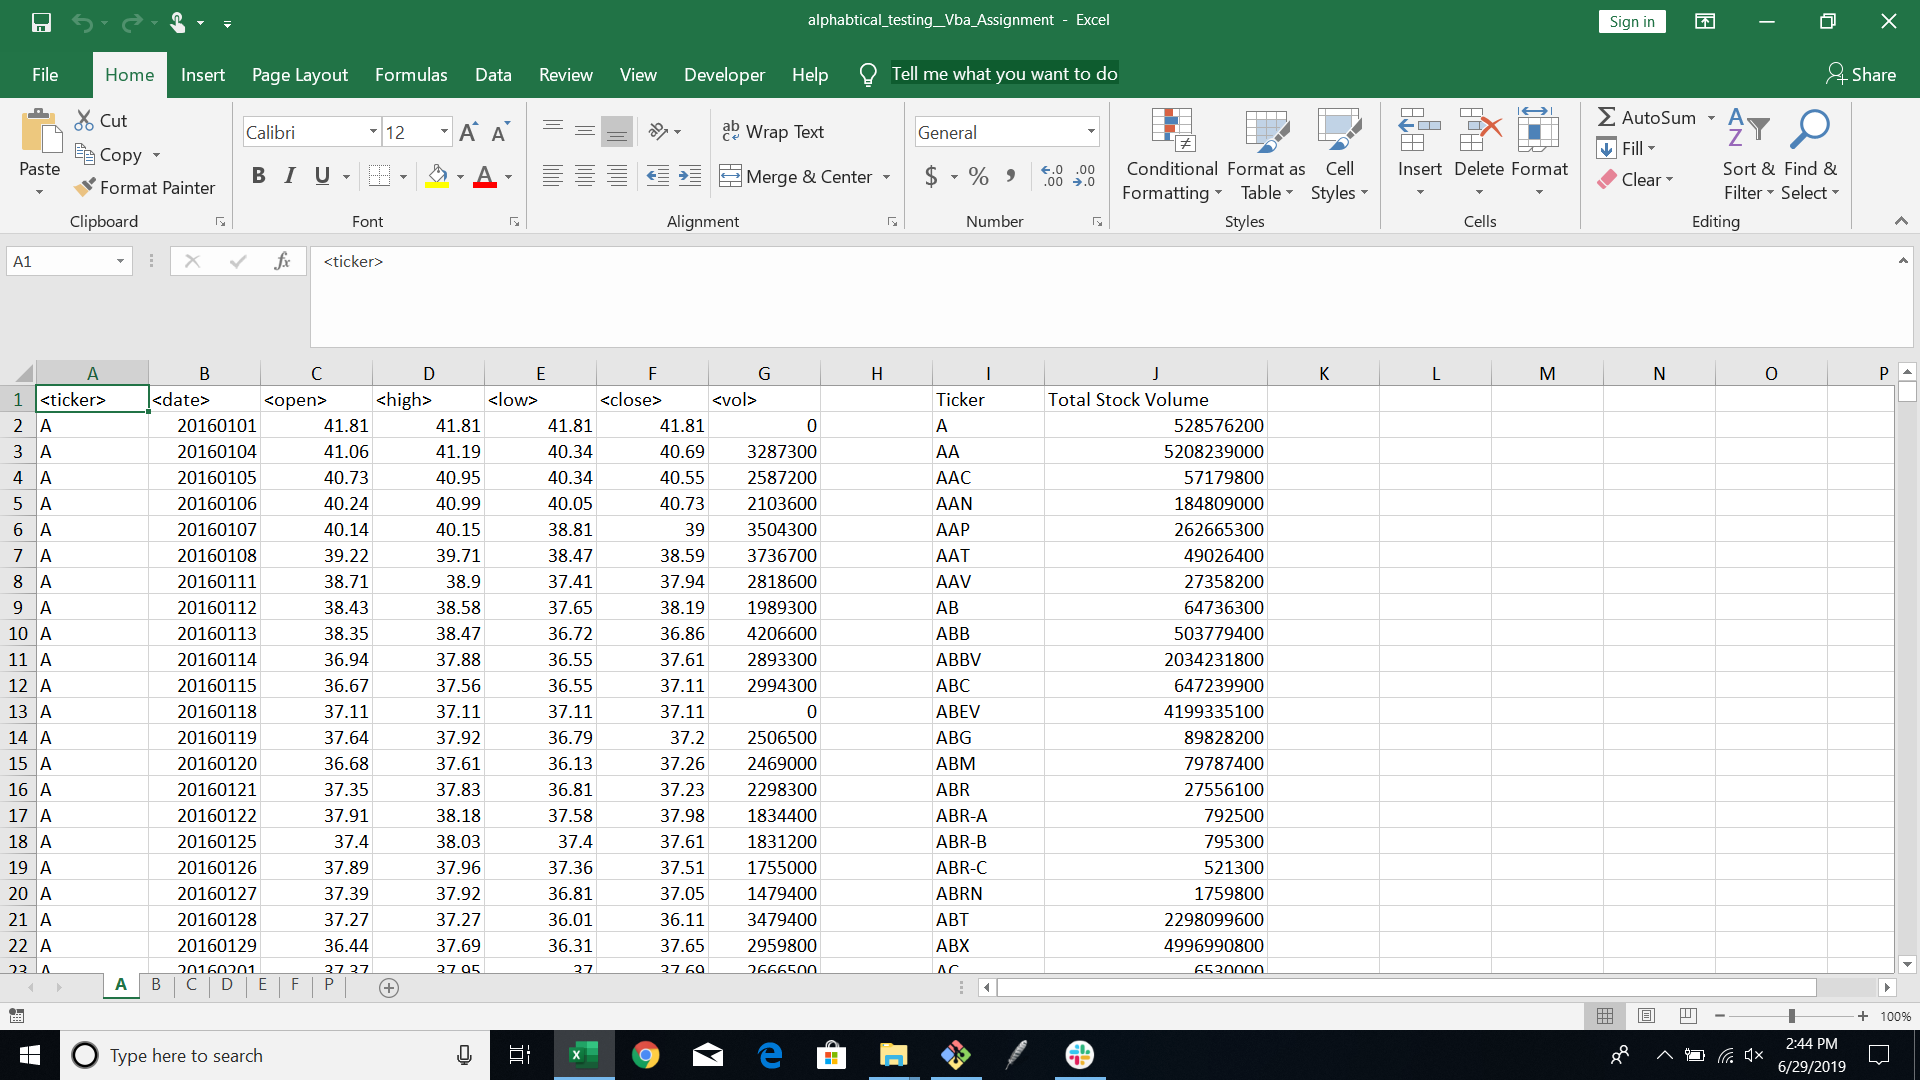 alphabtical_testing__Vba_Assignment - Excel
Sign in
File Home Insert Page Layout Formulas Data Review View Developer Help Tell me what you want to do Share
Paste
Cut
Copy
Format Painter
Clipboard
Calibri 12
B I U
Font
ab Wrap Text
Merge & Center
Alignment
General
$ % ,
Number
Conditional Formatting
Format as Table
Cell Styles
Styles
Insert Delete Format
Cells
AutoSum
Fill
Clear
Sort & Filter
Find & Select
Editing
A1 fx <ticker>
A B C D E F G H I J K L M N O P
1 <ticker> <date> <open> <high> <low> <close> <vol> Ticker Total Stock Volume
2 A 20160101 41.81 41.81 41.81 41.81 0 A 528576200
3 A 20160104 41.06 41.19 40.34 40.69 3287300 AA 5208239000
4 A 20160105 40.73 40.95 40.34 40.55 2587200 AAC 57179800
5 A 20160106 40.24 40.99 40.05 40.73 2103600 AAN 184809000
6 A 20160107 40.14 40.15 38.81 39 3504300 AAP 262665300
7 A 20160108 39.22 39.71 38.47 38.59 3736700 AAT 49026400
8 A 20160111 38.71 38.9 37.41 37.94 2818600 AAV 27358200
9 A 20160112 38.43 38.58 37.65 38.19 1989300 AB 64736300
10 A 20160113 38.35 38.47 36.72 36.86 4206600 ABB 503779400
11 A 20160114 36.94 37.88 36.55 37.61 2893300 ABBV 2034231800
12 A 20160115 36.67 37.56 36.55 37.11 2994300 ABC 647239900
13 A 20160118 37.11 37.11 37.11 37.11 0 ABEV 4199335100
14 A 20160119 37.64 37.92 36.79 37.2 2506500 ABG 89828200
15 A 20160120 36.68 37.61 36.13 37.26 2469000 ABM 79787400
16 A 20160121 37.35 37.83 36.81 37.23 2298300 ABR 27556100
17 A 20160122 37.91 38.18 37.58 37.98 1834400 ABR-A 792500
18 A 20160125 37.4 38.03 37.4 37.61 1831200 ABR-B 795300
19 A 20160126 37.89 37.96 37.36 37.51 1755000 ABR-C 521300
20 A 20160127 37.39 37.92 36.81 37.05 1479400 ABRN 1759800
21 A 20160128 37.27 37.27 36.01 36.11 3479400 ABT 2298099600
22 A 20160129 36.44 37.69 36.31 37.65 2959800 ABX 4996990800
23 A 20160201 37.37 37.95 37 37.69 2666500 AC 6530000
A B C D E F P
100%
Type here to search
2:44 PM
6/29/2019